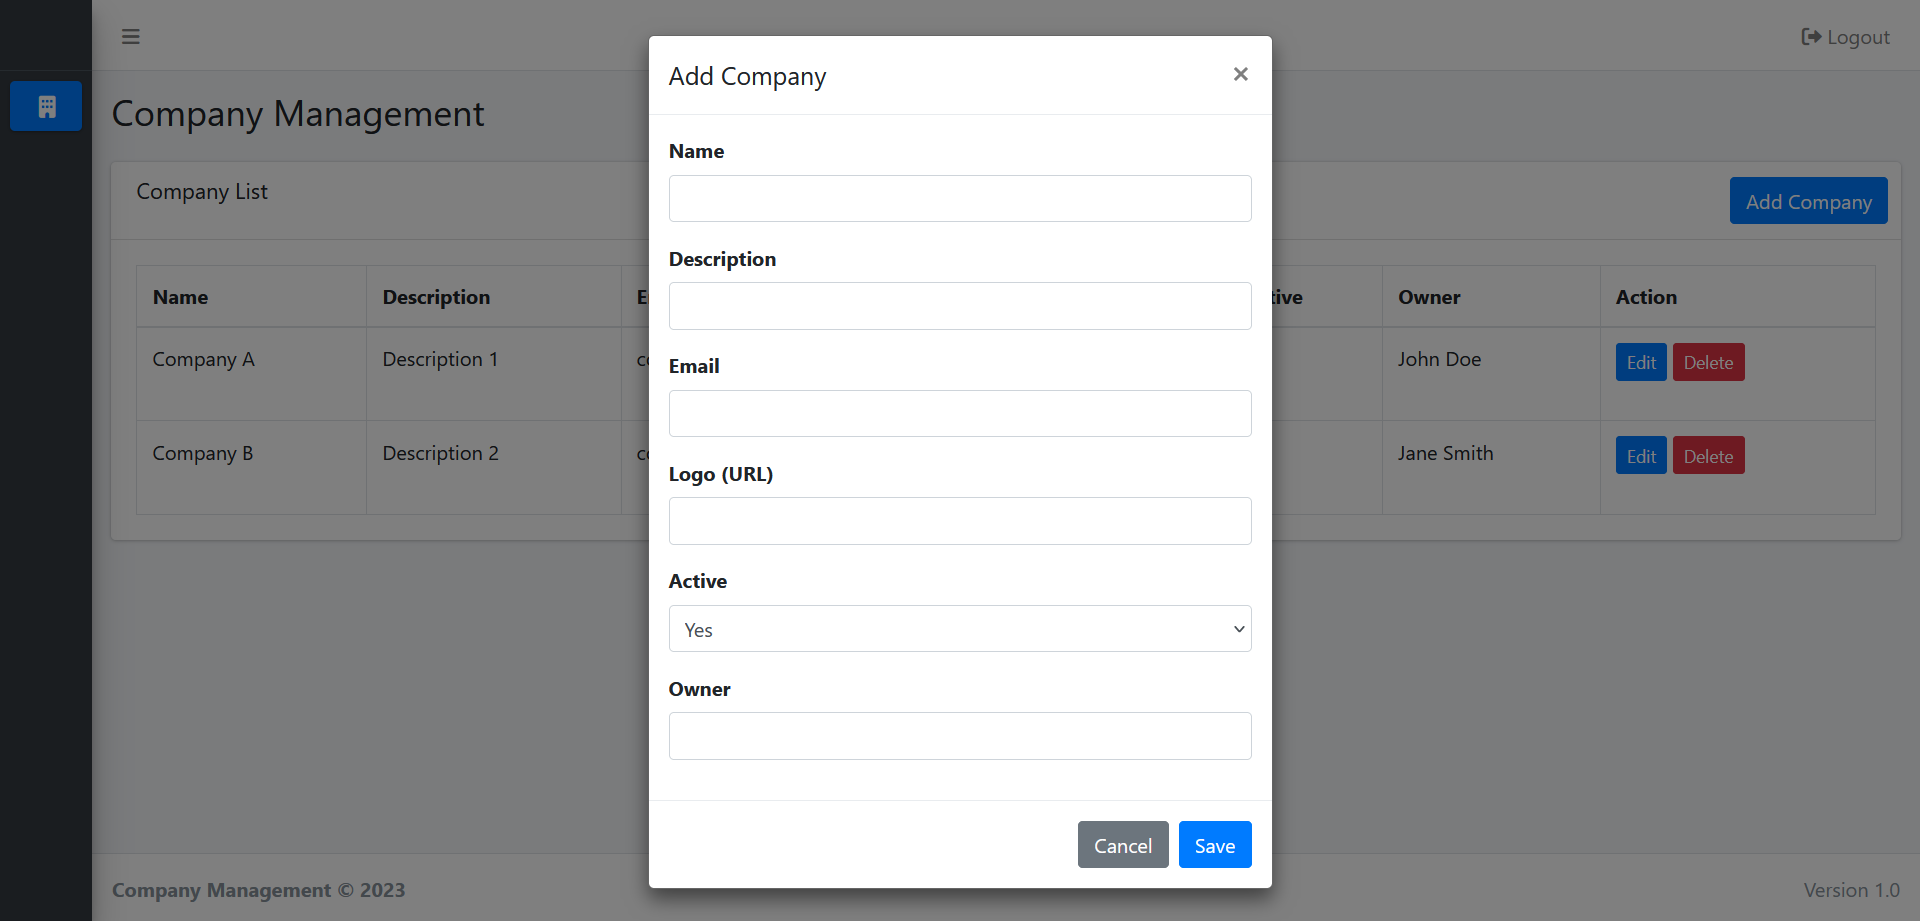 Logout
Company Management
Company List
Add Company
Name Description Owner Action
Company A Description 1 John Doe Edit Delete
Company B Description 2 Jane Smith Edit Delete
Add Company ×
Name
Description
Email
Logo (URL)
Active
Yes
Owner
Cancel Save
Company Management © 2023
Version 1.0